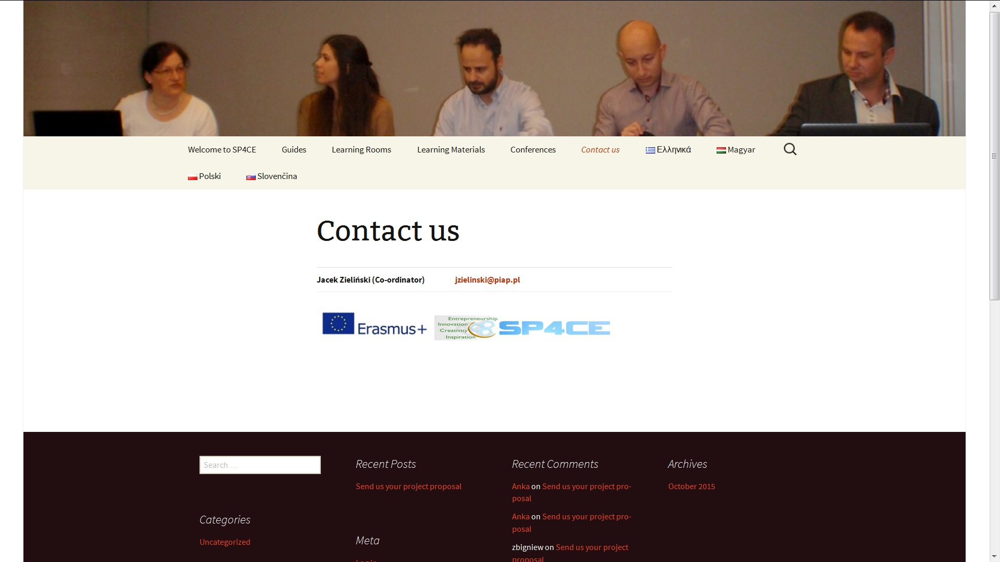 Welcome to SP4CE
Guides
Learning Rooms
Learning Materials
Conferences
Contact us
Ελληνικά
Magyar
Polski
Slovenčina
Contact us
Jacek Zieliński (Co-ordinator) jzielinski@piap.pl
Erasmus+
Entrepreneurship
Innovation
Creativity
Inspiration
SP4CE
Search …
Categories
Uncategorized
Recent Posts
Send us your project proposal
Meta
Recent Comments
Anka on Send us your project pro-
posal
Anka on Send us your project pro-
posal
zbigniew on Send us your project
proposal
Archives
October 2015